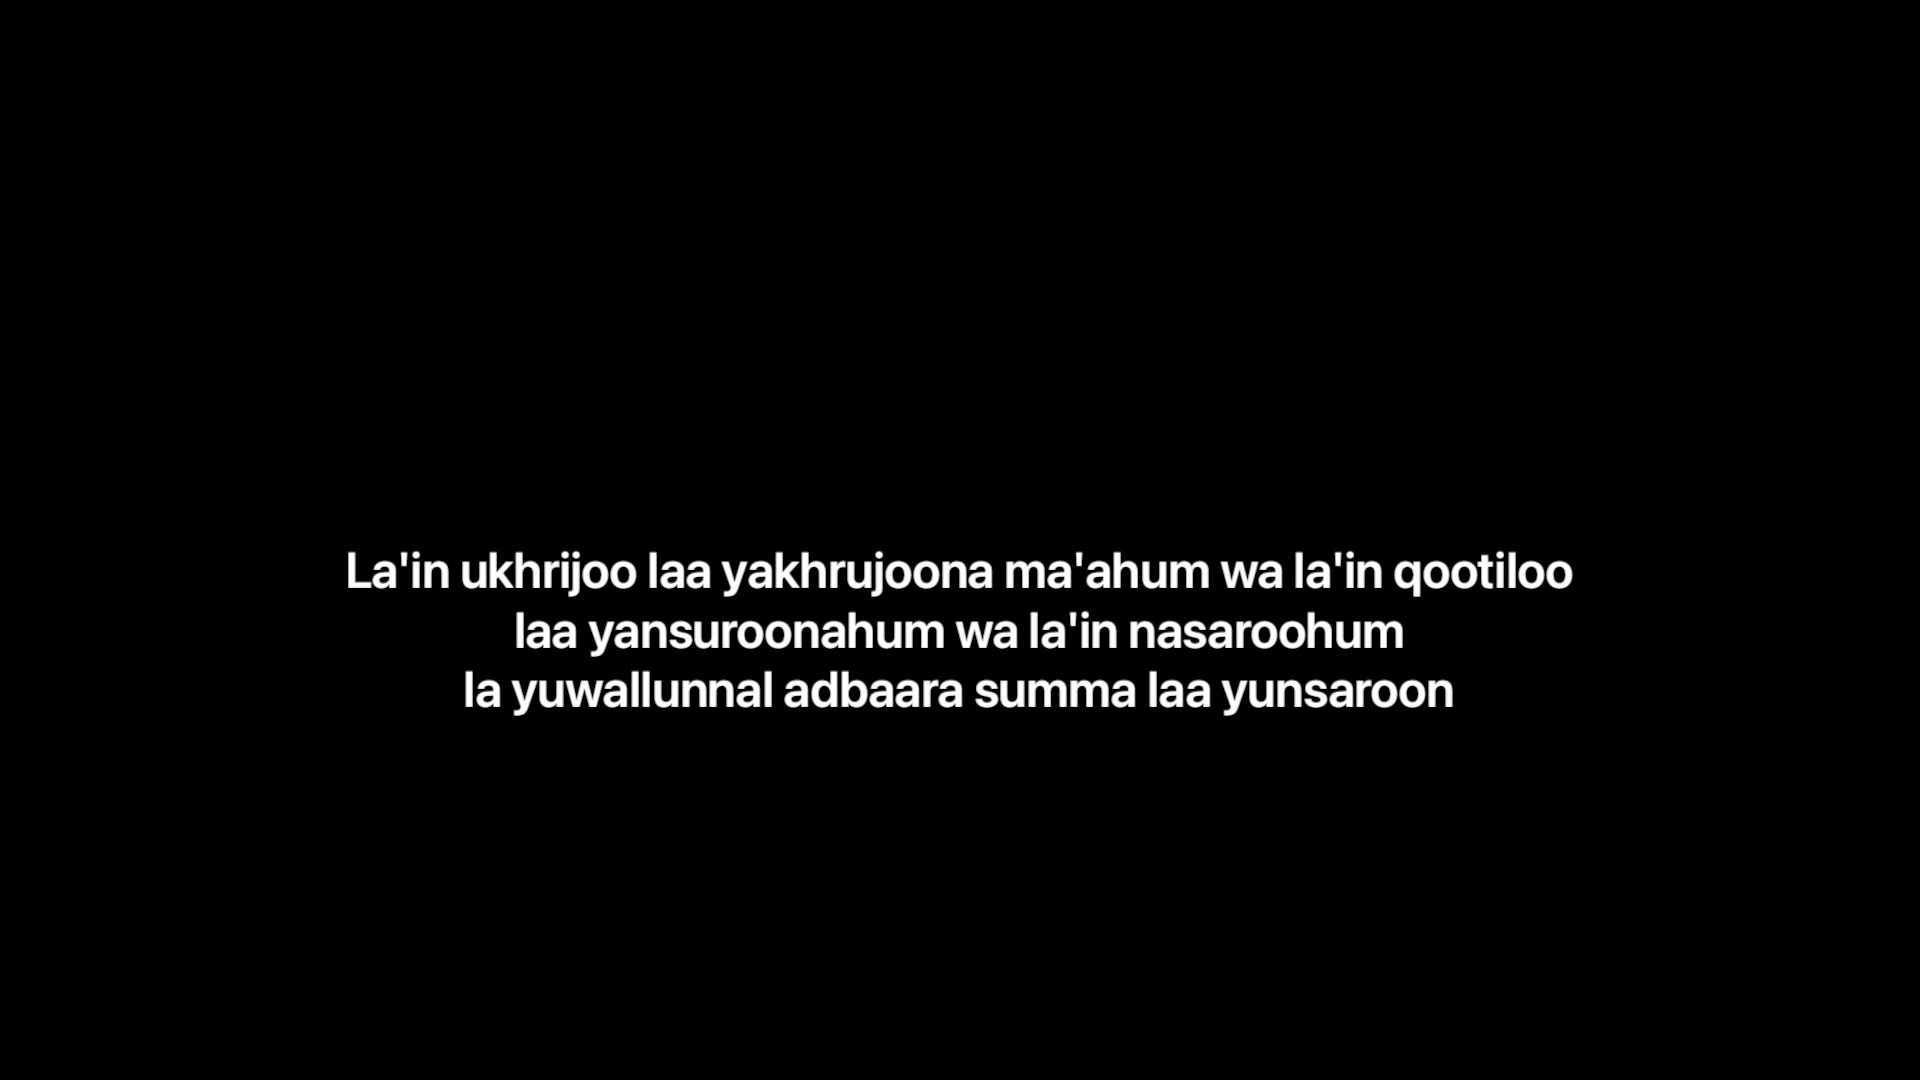 La'in ukhrijoo laa yakhrujoona ma'ahum wa la'in qootiloo
laa yansuroonahum wa la'in nasaroohum
la yuwallunnal adbaara summa laa yunsaroon